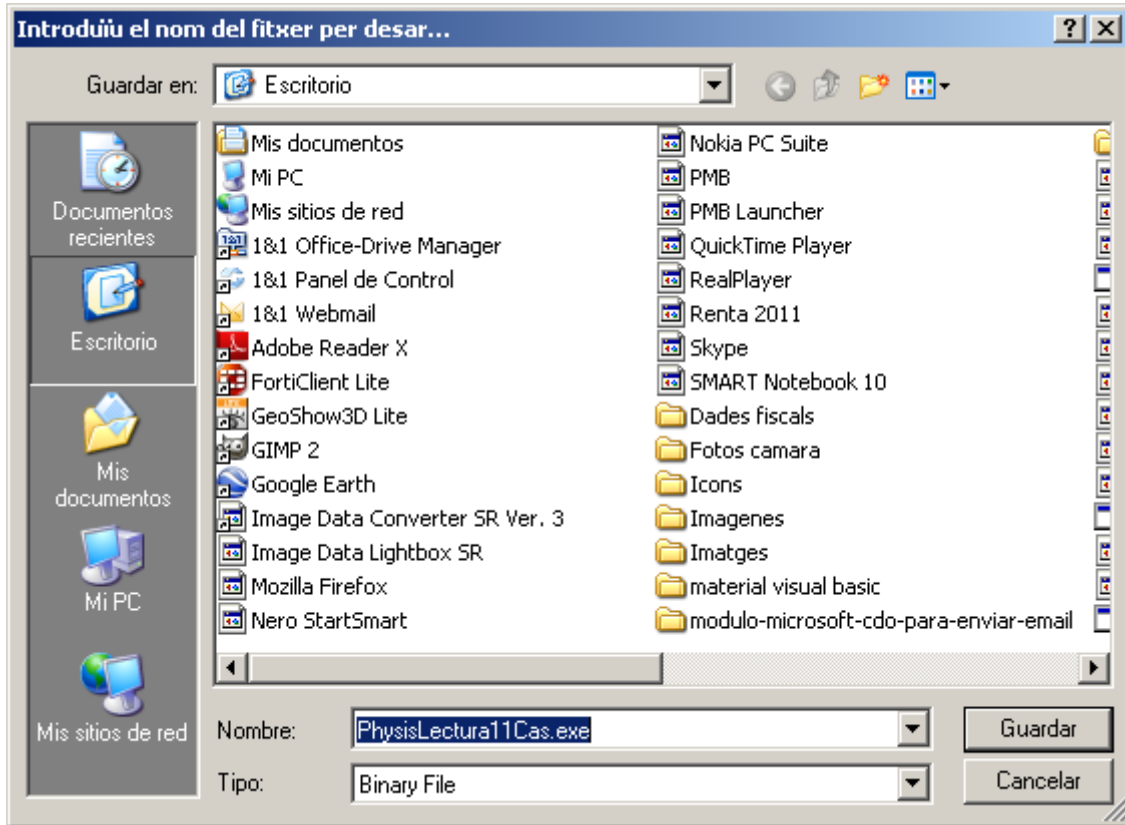 Introduïu el nom del fitxer per desar...
Guardar en:
Escritorio
Documentos
recientes
Escritorio
Mis
documentos
Mi PC
Mis sitios de red
Mis documentos
Mi PC
Mis sitios de red
1&1 Office-Drive Manager
1&1 Panel de Control
1&1 Webmail
Adobe Reader X
FortiClient Lite
GeoShow3D Lite
GIMP 2
Google Earth
Image Data Converter SR Ver. 3
Image Data Lightbox SR
Mozilla Firefox
Nero StartSmart
Nokia PC Suite
PMB
PMB Launcher
QuickTime Player
RealPlayer
Renta 2011
Skype
SMART Notebook 10
Dades fiscals
Fotos camara
Icons
Imagenes
Imatges
material visual basic
modulo-microsoft-cdo-para-enviar-email
Nombre:
PhysisLectura11Cas.exe
Guardar
Tipo:
Binary File
Cancelar